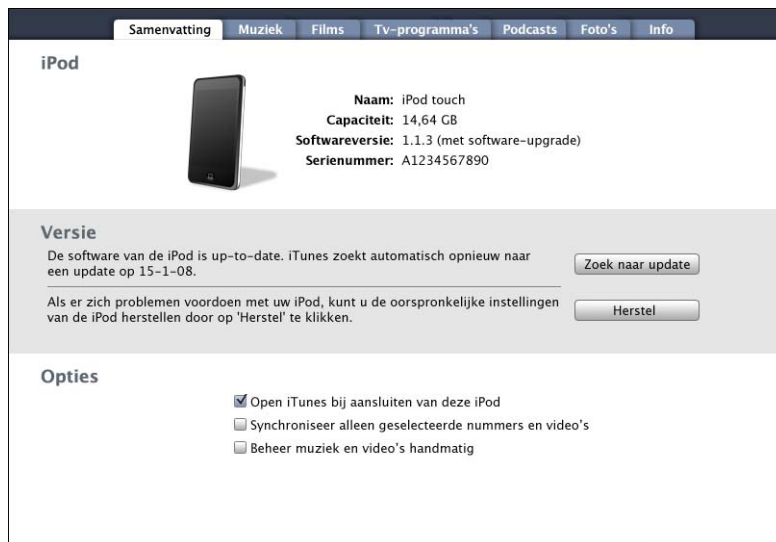 Samenvatting Muziek Films Tv-programma's Podcasts Foto's Info
iPod
Naam: iPod touch
Capaciteit: 14,64 GB
Softwareversie: 1.1.3 (met software-upgrade)
Serienummer: A1234567890
Versie
De software van de iPod is up-to-date. iTunes zoekt automatisch opnieuw naar
een update op 15-1-08.
Zoek naar update
Als er zich problemen voordoen met uw iPod, kunt u de oorspronkelijke instellingen
van de iPod herstellen door op 'Herstel' te klikken.
Herstel
Opties
Open iTunes bij aansluiten van deze iPod
Synchroniseer alleen geselecteerde nummers en video's
Beheer muziek en video's handmatig